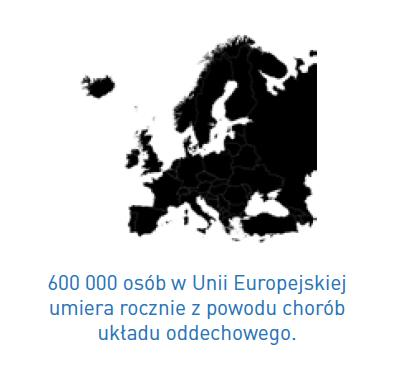 600 000 osób w Unii Europejskiej
umiera rocznie z powodu chorób
układu oddechowego.